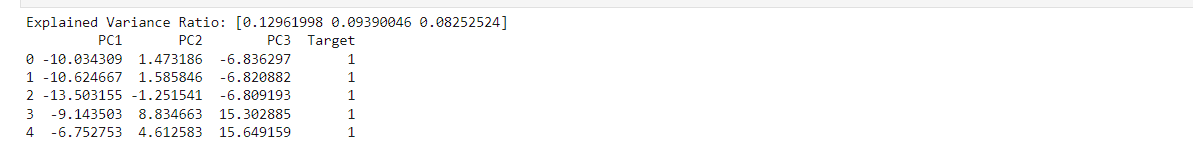 Explained Variance Ratio: [0.12961998 0.09390046 0.08252524]
PC1 PC2 PC3 Target
0 -10.034309 1.473186 -6.836297 1
1 -10.624667 1.585846 -6.820882 1
2 -13.503155 -1.251541 -6.809193 1
3 -9.143503 8.834663 15.302885 1
4 -6.752753 4.612583 15.649159 1